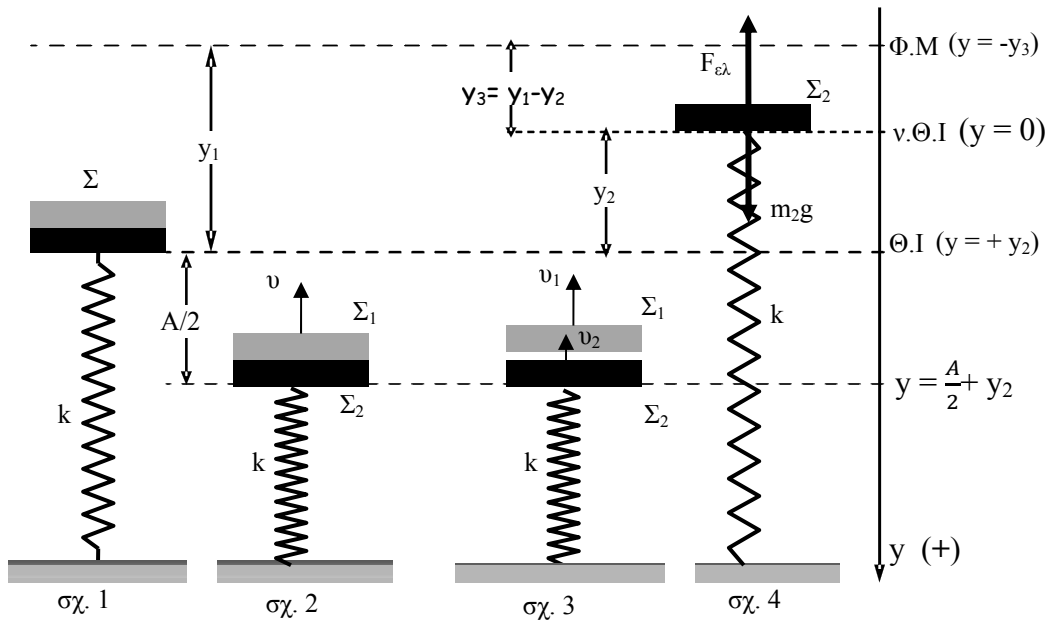 Φ.Μ (y = -y₃)
F_ελ
y₃= y₁-y₂
Σ₂
ν.Θ.Ι (y = 0)
y₁
Σ
y₂
m₂g
Θ.Ι (y = + y₂)
υ
υ₁
A/2
Σ₁
Σ₁
υ₂
k
y = A/2 + y₂
Σ₂
Σ₂
k
k
k
y (+)
σχ. 1
σχ. 2
σχ. 3
σχ. 4